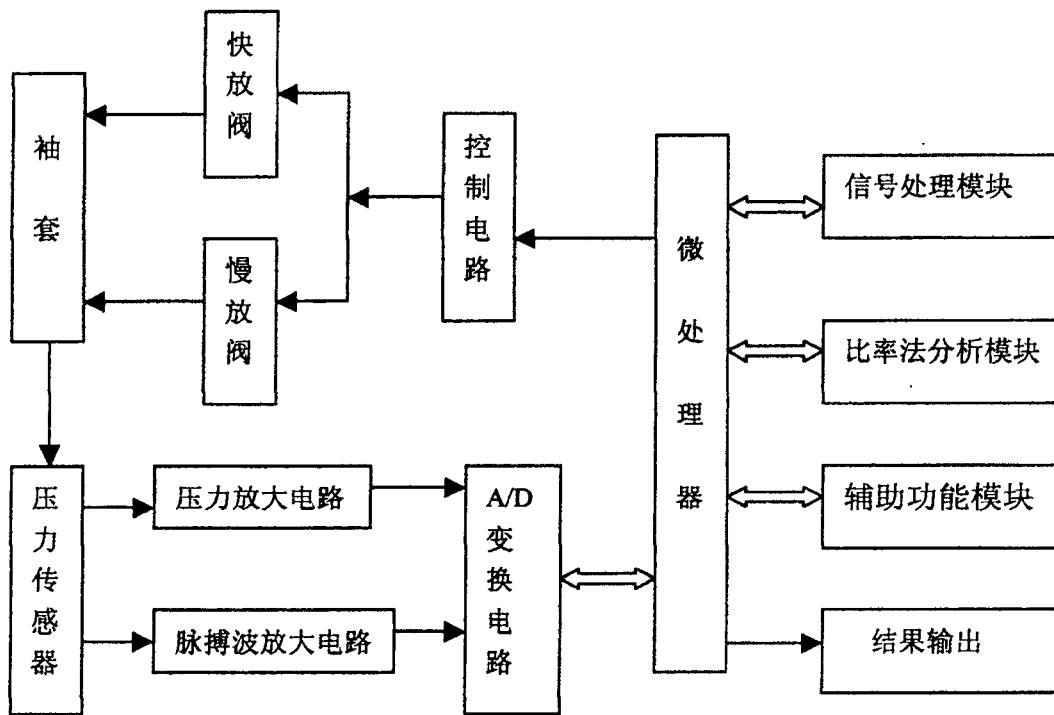 快放阀
袖套
慢放阀
控制电路
微处理器
信号处理模块
比率法分析模块
辅助功能模块
结果输出
压力传感器
压力放大电路
脉搏波放大电路
A/D
变换电路